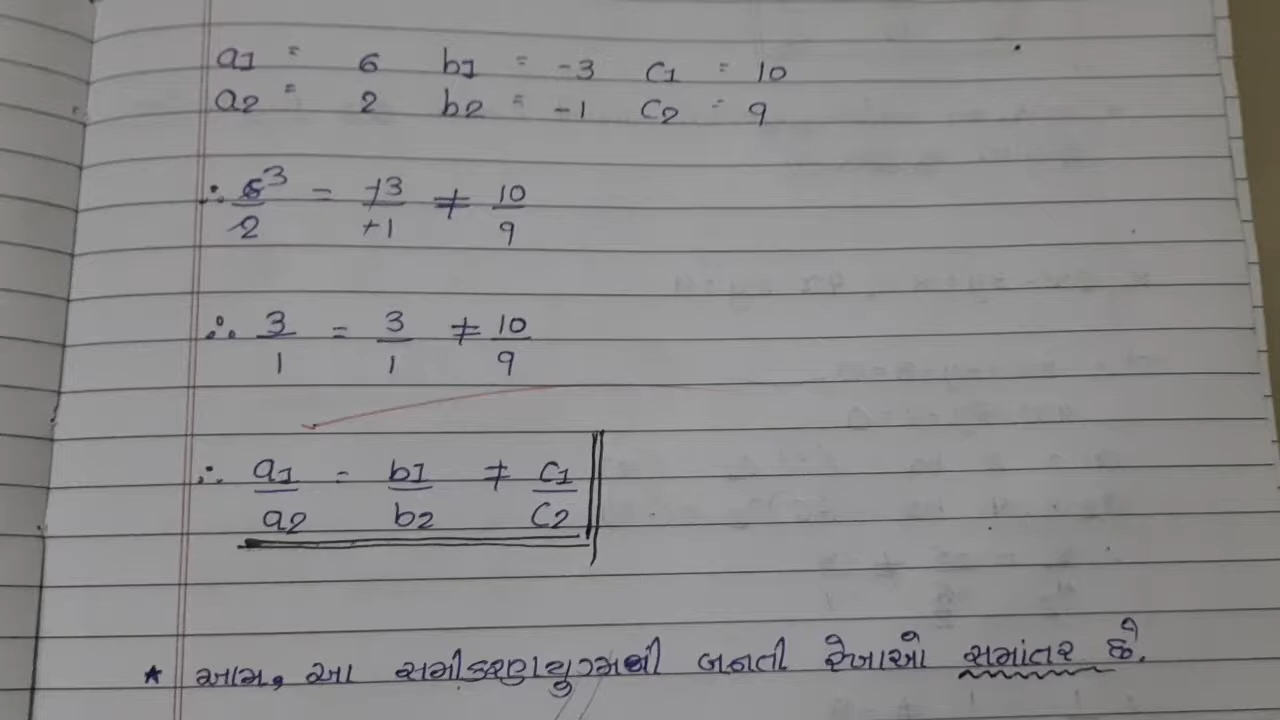 a1 = 6 b1 = -3 c1 = 10
a2 = 2 b2 = -1 c2 = 9
∴ 6³/2 = -3/-1 ≠ 10/9
∴ 3/1 = 3/1 ≠ 10/9
∴ a1/a2 = b1/b2 ≠ c1/c2
* આમ, આ સમીકરણયુગ્મથી બનતી રેખાઓ સમાંતર છે.